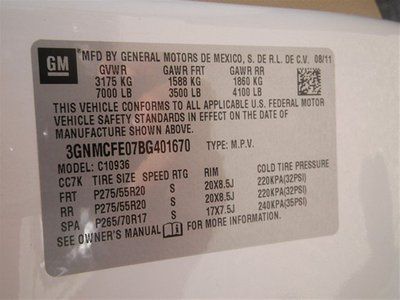 GM
MFD BY GENERAL MOTORS DE MEXICO, S. DE R.L. DE C.V. 08/11
GVWR GAWR FRT GAWR RR
3175 KG 1588 KG 1860 KG
7000 LB 3500 LB 4100 LB
THIS VEHICLE CONFORMS TO ALL APPLICABLE U.S. FEDERAL MOTOR
VEHICLE SAFETY STANDARDS IN EFFECT ON THE DATE OF
MANUFACTURE SHOWN ABOVE.
3GNMCFE07BG401670 TYPE: M.P.V.
MODEL: C10936
CC7K TIRE SIZE SPEED RTG RIM COLD TIRE PRESSURE
FRT P275/55R20 S 20X8.5J 220KPA(32PSI)
RR P275/55R20 S 20X8.5J 220KPA(32PSI)
SPA P265/70R17 S 17X7.5J 240KPA(35PSI)
SEE OWNER'S MANUAL FOR MORE INFORMATION.